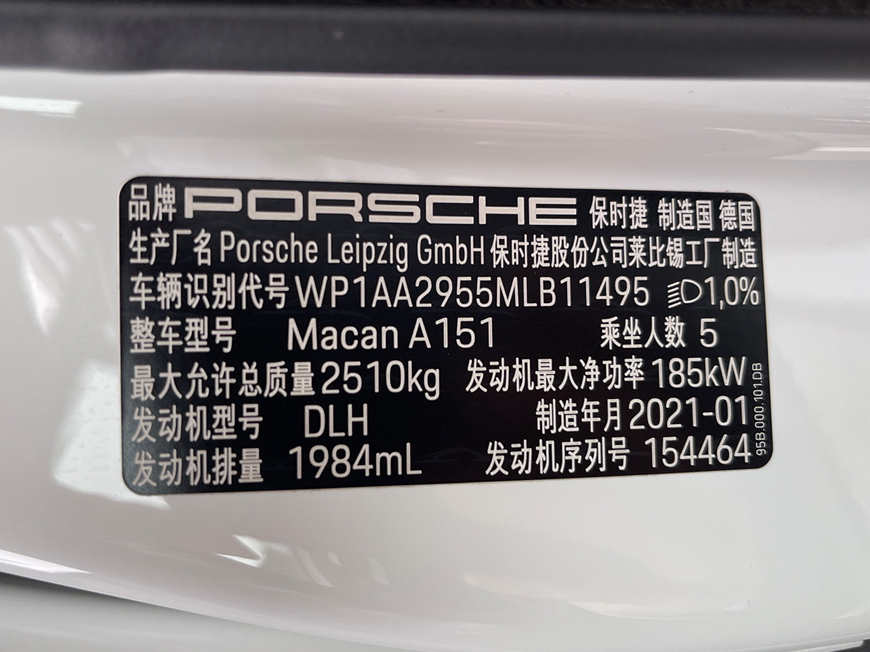 品牌 PORSCHE 保时捷 制造国 德国
生产厂名 Porsche Leipzig GmbH 保时捷股份公司莱比锡工厂制造
车辆识别代号 WP1AA2955MLB11495 1,0%
整车型号 Macan A151 乘坐人数 5
最大允许总质量 2510kg 发动机最大净功率 185kW
发动机型号 DLH 制造年月 2021-01
发动机排量 1984mL 发动机序列号 154464
95B.000.101.DB